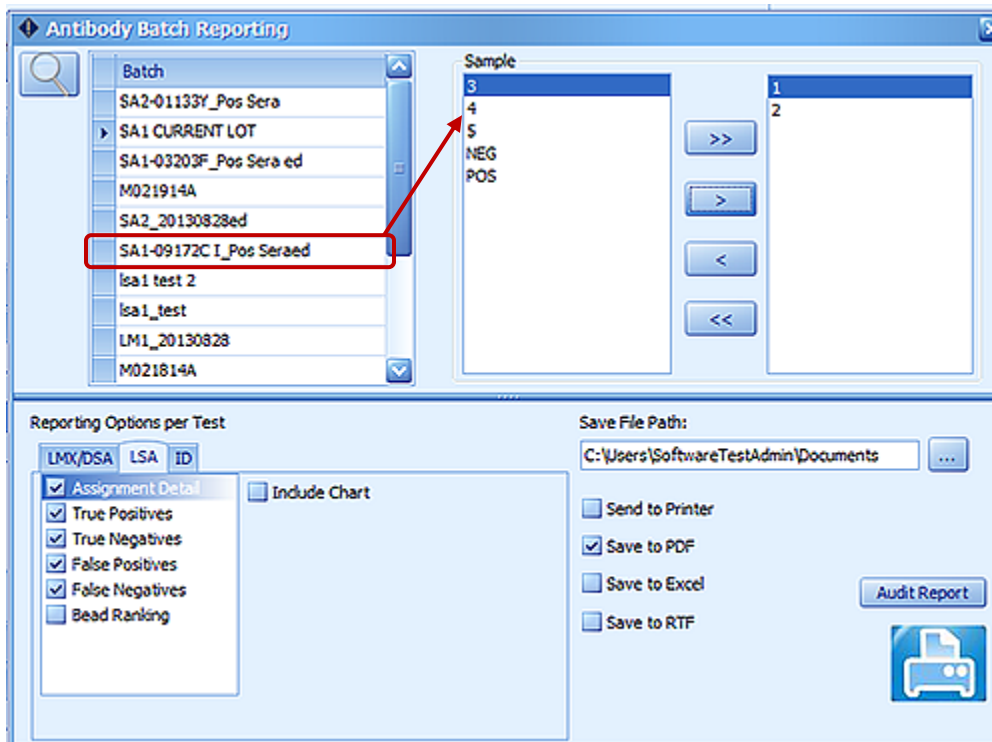 Antibody Batch Reporting
Batch
SA2-01133Y_Pos Sera
SA1 CURRENT LOT
SA1-03203F_Pos Sera ed
M021914A
SA2_20130828ed
SA1-09172C I_Pos Seraed
lsa1 test 2
lsa1_test
LM1_20130828
M021814A
Sample
3
4
5
NEG
POS
>>
>
<
<<
1
2
Reporting Options per Test
LMX/DSA LSA ID
Assignment Detail
True Positives
True Negatives
False Positives
False Negatives
Bead Ranking
Include Chart
Save File Path:
C:\Users\SoftwareTestAdmin\Documents ...
Send to Printer
Save to PDF
Save to Excel
Save to RTF
Audit Report